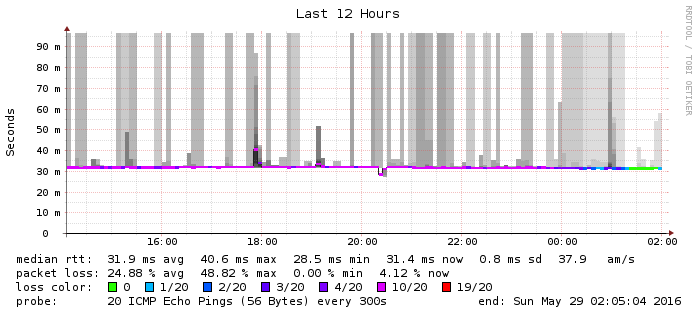 Last 12 Hours
RRDTOOL / TOBI OETIKER
Seconds
90 m
80 m
70 m
60 m
50 m
40 m
30 m
20 m
10 m
0
16:00 18:00 20:00 22:00 00:00 02:00
median rtt: 31.9 ms avg 40.6 ms max 28.5 ms min 31.4 ms now 0.8 ms sd 37.9 am/s
packet loss: 24.88 % avg 48.82 % max 0.00 % min 4.12 % now
loss color: 0 1/20 2/20 3/20 4/20 10/20 19/20
probe: 20 ICMP Echo Pings (56 Bytes) every 300s end: Sun May 29 02:05:04 2016